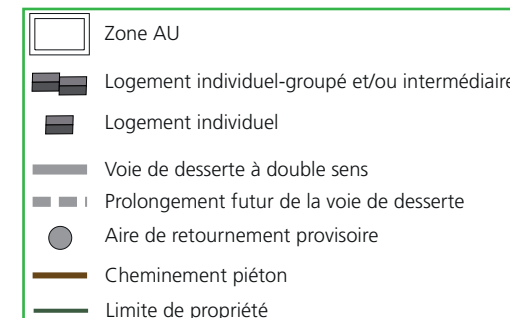 Zone AU
Logement individuel-groupé et/ou intermédiaire
Logement individuel
Voie de desserte à double sens
Prolongement futur de la voie de desserte
Aire de retournement provisoire
Cheminement piéton
Limite de propriété